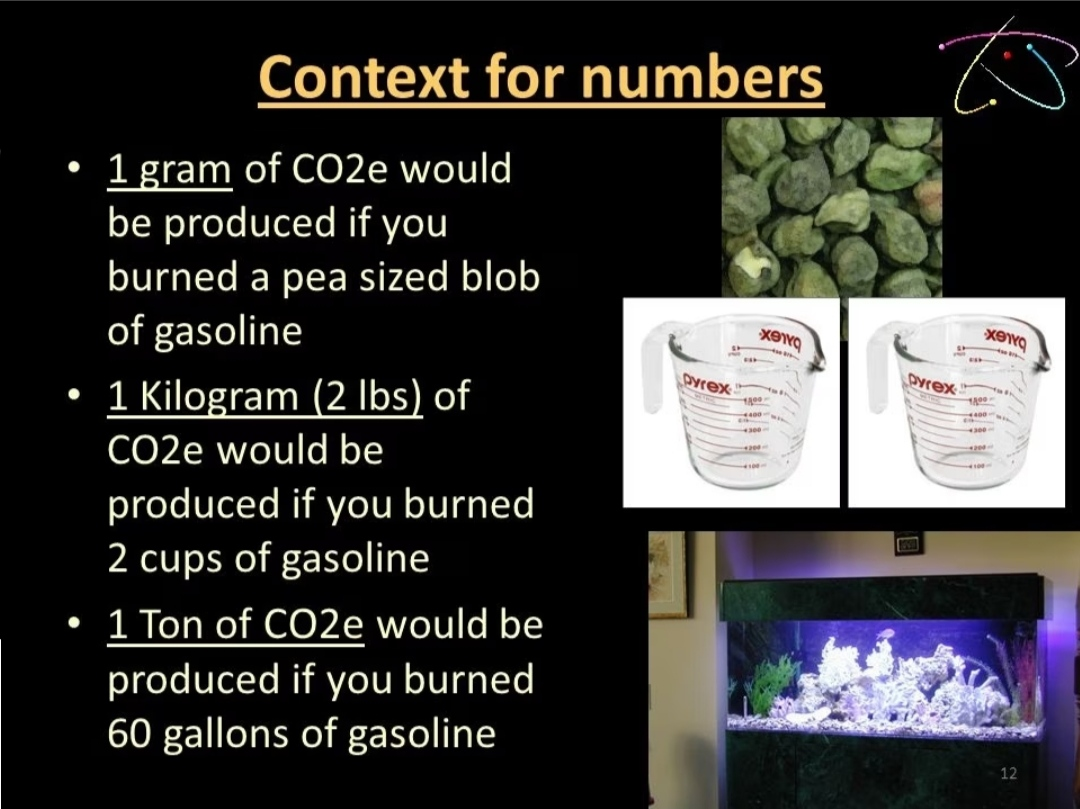 Context for numbers
• 1 gram of CO2e would
be produced if you
burned a pea sized blob
of gasoline
• 1 Kilogram (2 lbs) of
CO2e would be
produced if you burned
2 cups of gasoline
• 1 Ton of CO2e would be
produced if you burned
60 gallons of gasoline
pyrex
pyrex
pyrex
pyrex
12